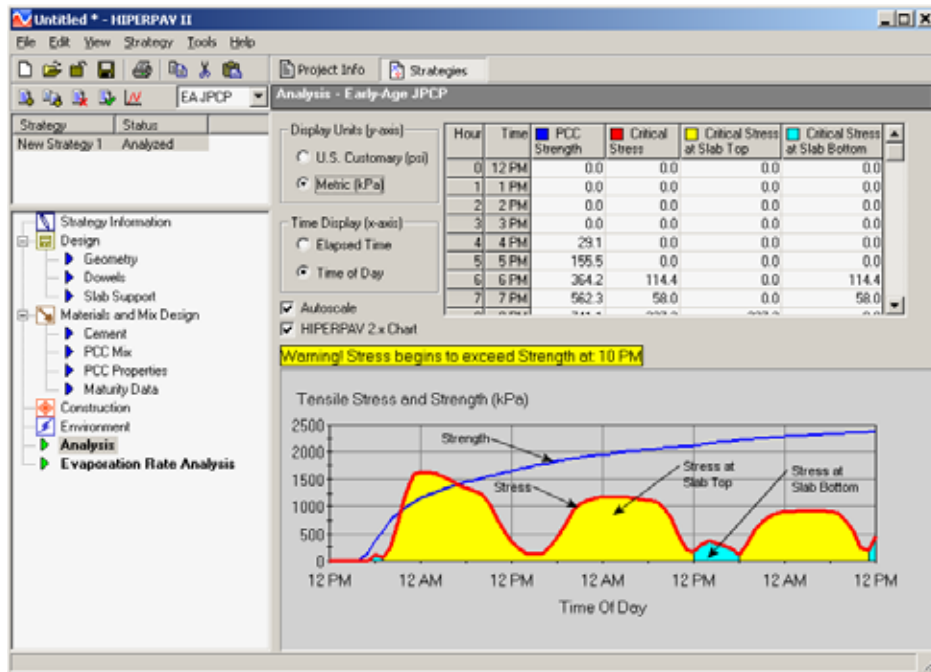 Untitled * - HIPERPAV II
File Edit View Strategy Tools Help
EA JPCP
Project Info Strategies
Analysis - Early-Age JPCP
Strategy Status
New Strategy 1 Analyzed
Strategy Information
Design
Geometry
Dowels
Slab Support
Materials and Mix Design
Cement
PCC Mix
PCC Properties
Maturity Data
Construction
Environment
Analysis
Evaporation Rate Analysis
Display Units (y-axis)
U.S. Customary (psi)
Metric (kPa)
Time Display (x-axis)
Elapsed Time
Time of Day
Autoscale
HIPERPAV 2.x Chart
Hour Time PCC Strength Critical Stress Critical Stress at Slab Top Critical Stress at Slab Bottom
0 12 PM 0.0 0.0 0.0 0.0
1 1 PM 0.0 0.0 0.0 0.0
2 2 PM 0.0 0.0 0.0 0.0
3 3 PM 0.0 0.0 0.0 0.0
4 4 PM 29.1 0.0 0.0 0.0
5 5 PM 155.5 0.0 0.0 0.0
6 6 PM 364.2 114.4 0.0 114.4
7 7 PM 562.3 58.0 0.0 58.0
Warning! Stress begins to exceed Strength at: 10 PM
Tensile Stress and Strength (kPa)
2500
2000
1500
1000
500
0
Strength
Stress
Stress at
Slab Top
Stress at
Slab Bottom
12 PM 12 AM 12 PM 12 AM 12 PM 12 AM 12 PM
Time Of Day